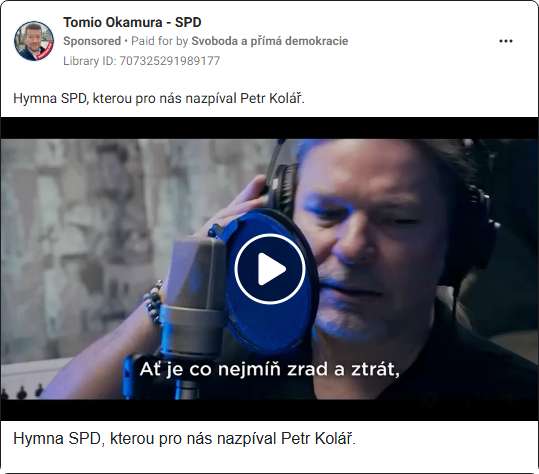 Tomio Okamura - SPD
Sponsored • Paid for by Svoboda a přímá demokracie
Library ID: 707325291989177
Hymna SPD, kterou pro nás nazpíval Petr Kolář.
Ať je co nejmíň zrad a ztrát,
Hymna SPD, kterou pro nás nazpíval Petr Kolář.